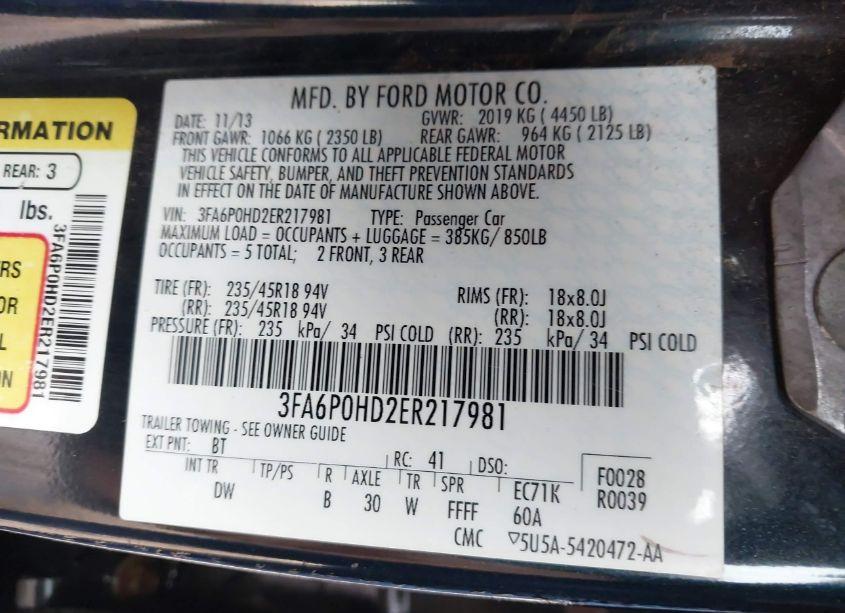 RMATION
REAR: 3
lbs.
3FA6P0HD2ER217981
RS
OR
L
ON
MFD. BY FORD MOTOR CO.
DATE: 11/13 GVWR: 2019 KG ( 4450 LB)
FRONT GAWR: 1066 KG ( 2350 LB) REAR GAWR: 964 KG ( 2125 LB)
THIS VEHICLE CONFORMS TO ALL APPLICABLE FEDERAL MOTOR
VEHICLE SAFETY, BUMPER, AND THEFT PREVENTION STANDARDS
IN EFFECT ON THE DATE OF MANUFACTURE SHOWN ABOVE.
VIN: 3FA6P0HD2ER217981 TYPE: Passenger Car
MAXIMUM LOAD = OCCUPANTS + LUGGAGE = 385KG/ 850LB
OCCUPANTS = 5 TOTAL; 2 FRONT, 3 REAR
TIRE (FR): 235/45R18 94V RIMS (FR): 18x8.0J
(RR): 235/45R18 94V (RR): 18x8.0J
PRESSURE (FR): 235 kPa/ 34 PSI COLD (RR): 235 kPa/ 34 PSI COLD
3FA6P0HD2ER217981
TRAILER TOWING - SEE OWNER GUIDE
EXT PNT: BT RC: 41 DSO: F0028
INT TR TP/PS R AXLE TR SPR EC71K R0039
DW B 30 W FFFF 60A
CMC ▽5U5A-5420472-AA